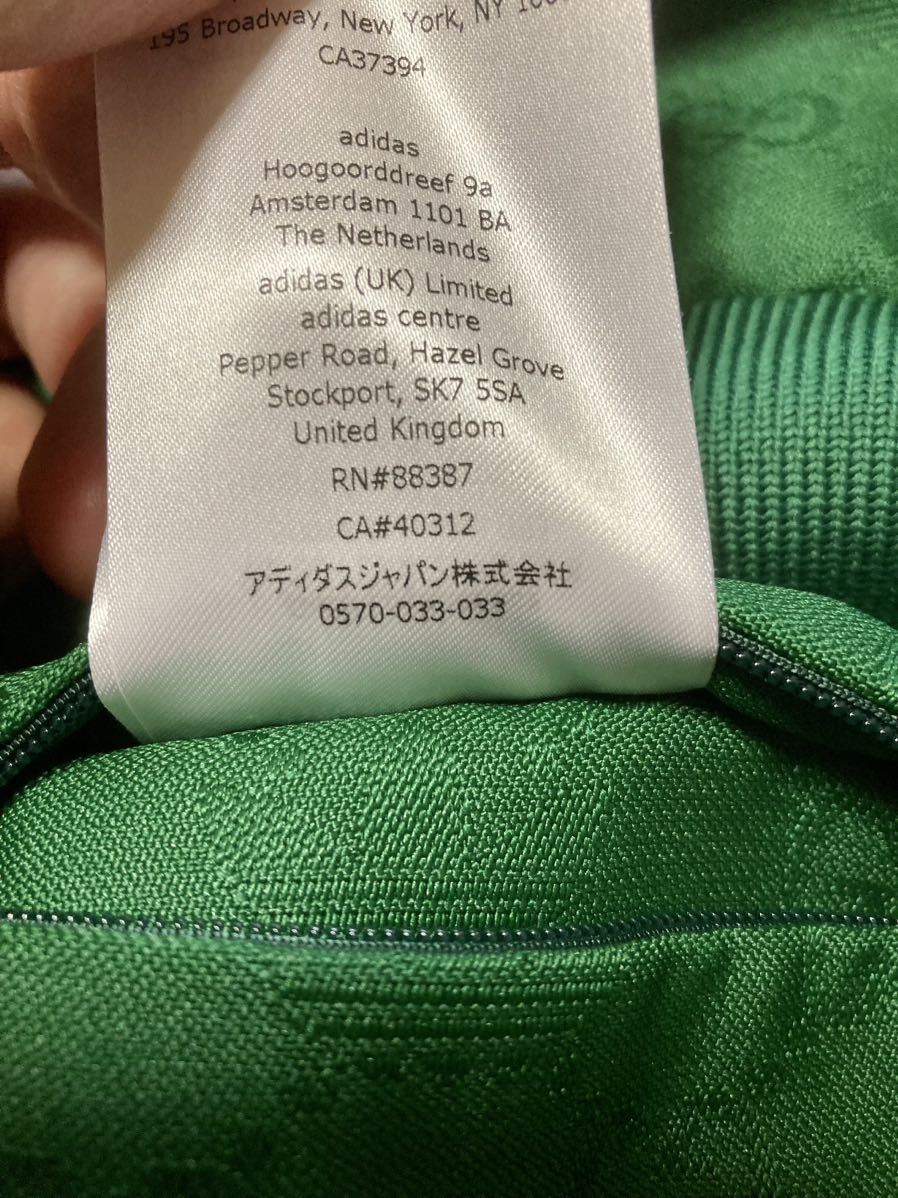 195 Broadway, New York, NY
CA37394
adidas
Hoogoorddreef 9a
Amsterdam 1101 BA
The Netherlands
adidas (UK) Limited
adidas centre
Pepper Road, Hazel Grove
Stockport, SK7 5SA
United Kingdom
RN#88387
CA#40312
アディダスジャパン株式会社
0570-033-033